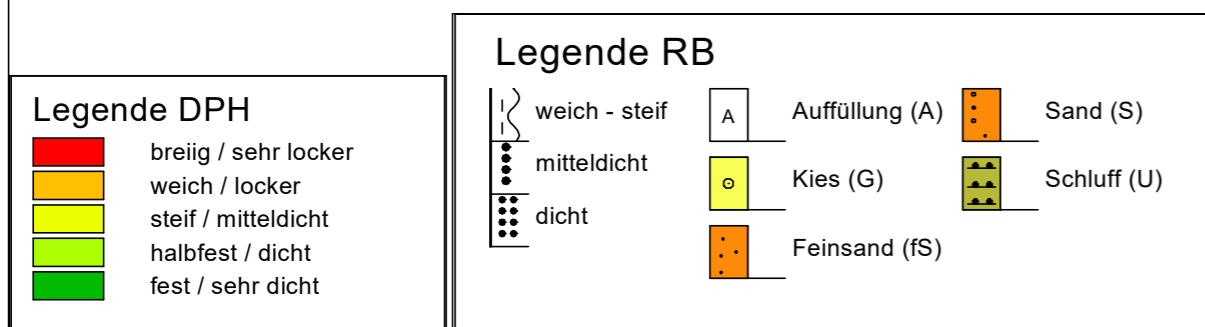 Legende DPH
breiig / sehr locker
weich / locker
steif / mitteldicht
halbfest / dicht
fest / sehr dicht
Legende RB
weich - steif
mitteldicht
dicht
A Auffüllung (A)
Kies (G)
Feinsand (fS)
Sand (S)
Schluff (U)